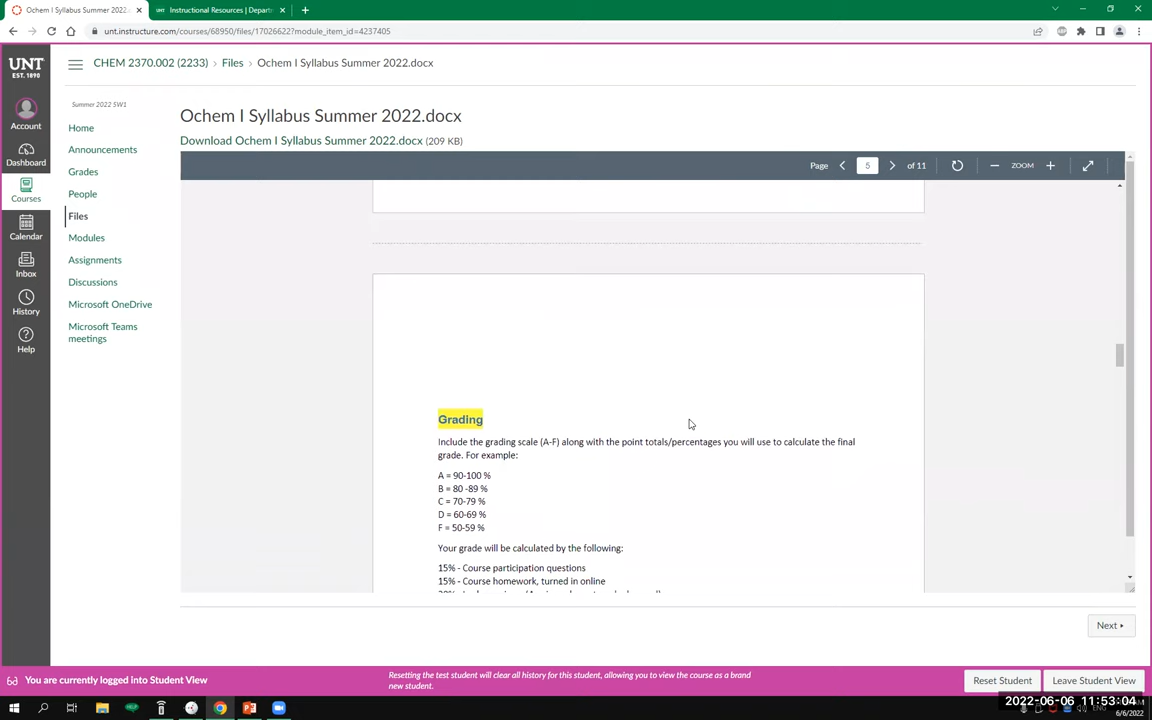 Ochem I Syllabus Summer 2022.
UNT Instructional Resources | Depart
unt.instructure.com/courses/68950/files/17026622?module_item_id=4237405
UNT
EST. 1890
Account
Dashboard
Courses
Calendar
Inbox
History
Help
CHEM 2370.002 (2233) › Files › Ochem I Syllabus Summer 2022.docx
Summer 2022 5W1
Home
Announcements
Grades
People
Files
Modules
Assignments
Discussions
Microsoft OneDrive
Microsoft Teams
meetings
Ochem I Syllabus Summer 2022.docx
Download Ochem I Syllabus Summer 2022.docx (209 KB)
Page 5 of 11 ZOOM
Grading
Include the grading scale (A-F) along with the point totals/percentages you will use to calculate the final
grade. For example:
A = 90-100 %
B = 80 -89 %
C = 70-79 %
D = 60-69 %
F = 50-59 %
Your grade will be calculated by the following:
15% - Course participation questions
15% - Course homework, turned in online
Next
You are currently logged into Student View
Resetting the test student will clear all history for this student, allowing you to view the course as a brand
new student.
Reset Student
Leave Student View
2022-06-06 11:53:04
ENG
6/6/2022